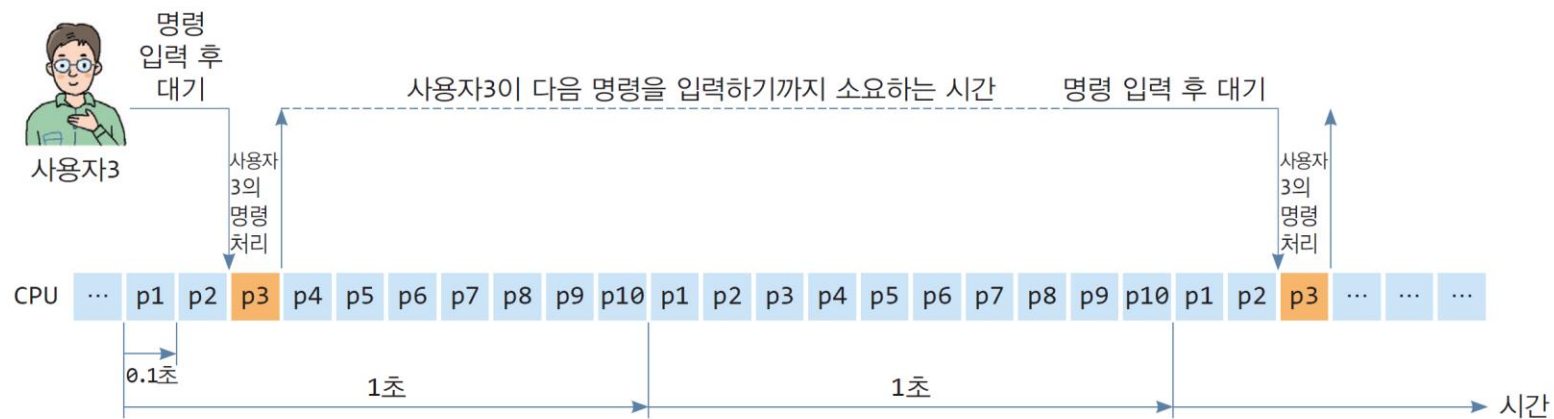 명령
입력 후
대기
사용자3이 다음 명령을 입력하기까지 소요하는 시간
명령 입력 후 대기
사용자3
사용자
3의
명령
처리
사용자
3의
명령
처리
CPU … p1 p2 p3 p4 p5 p6 p7 p8 p9 p10 p1 p2 p3 p4 p5 p6 p7 p8 p9 p10 p1 p2 p3 … … …
0.1초
1초
1초
시간